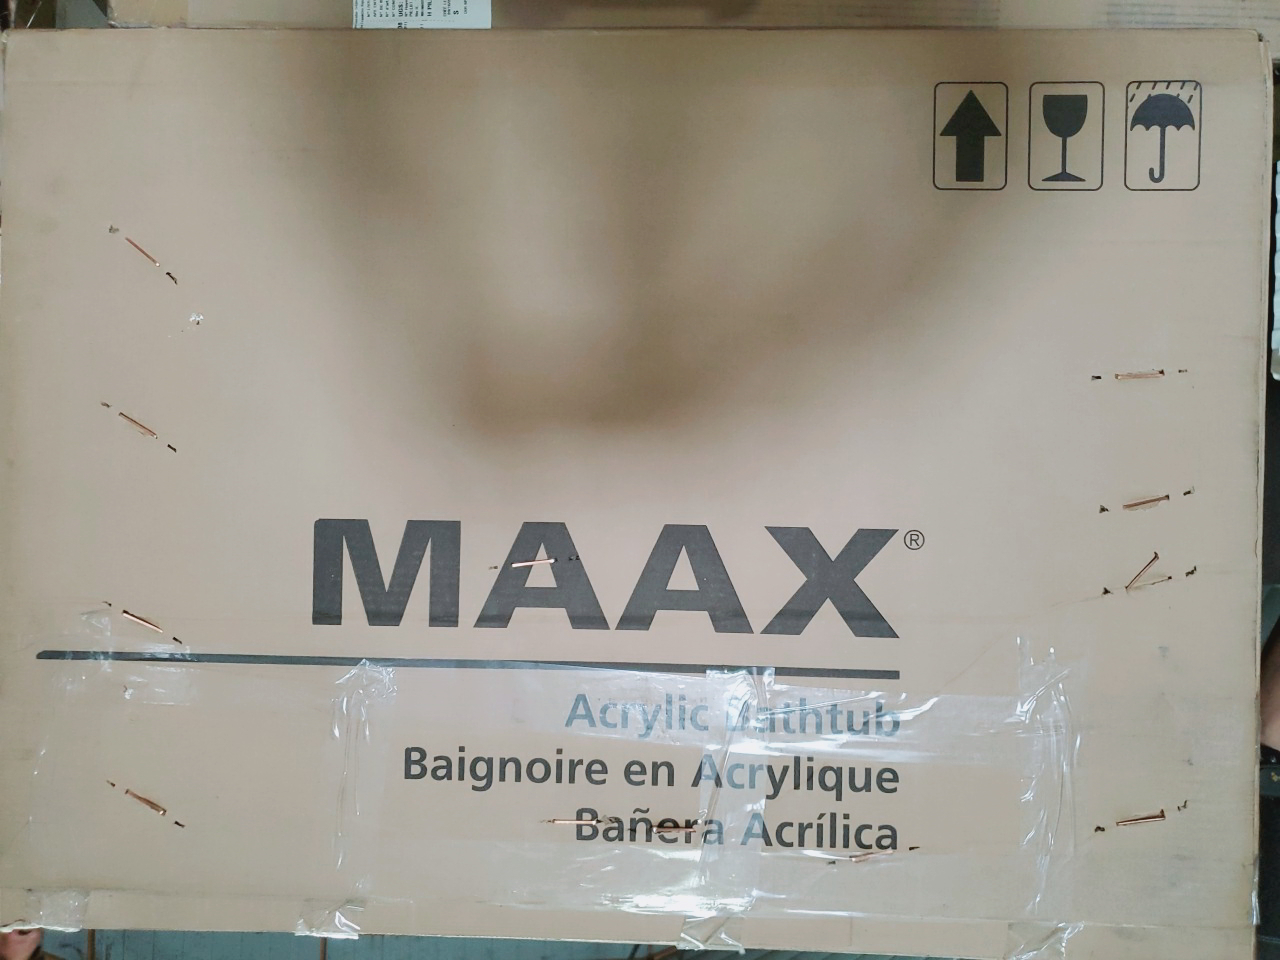 MAAX®
Acrylic Bathtub
Baignoire en Acrylique
Bañera Acrílica